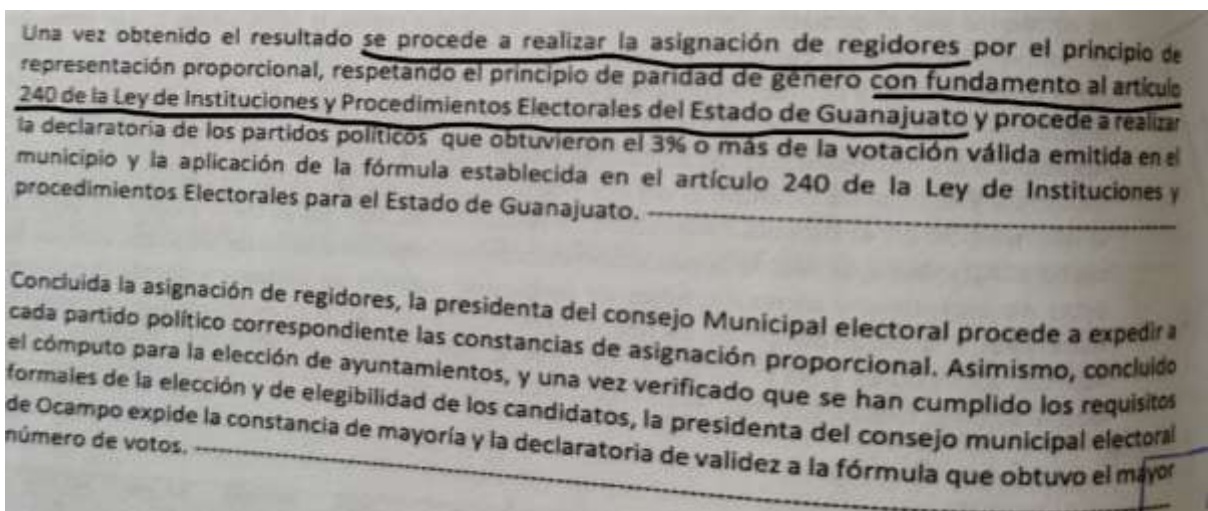 Una vez obtenido el resultado se procede a realizar la asignación de regidores por el principio de
representación proporcional, respetando el principio de paridad de género con fundamento al artículo
240 de la Ley de Instituciones y Procedimientos Electorales del Estado de Guanajuato y procede a realizar
la declaratoria de los partidos políticos que obtuvieron el 3% o más de la votación válida emitida en el
municipio y la aplicación de la fórmula establecida en el artículo 240 de la Ley de Instituciones y
procedimientos Electorales para el Estado de Guanajuato. ------------------------------
Concluida la asignación de regidores, la presidenta del consejo Municipal electoral procede a expedir a
cada partido político correspondiente las constancias de asignación proporcional. Asimismo, concluido
el cómputo para la elección de ayuntamientos, y una vez verificado que se han cumplido los requisitos
formales de la elección y de elegibilidad de los candidatos, la presidenta del consejo municipal electoral
de Ocampo expide la constancia de mayoría y la declaratoria de validez a la fórmula que obtuvo el mayor
número de votos. ------------------------------